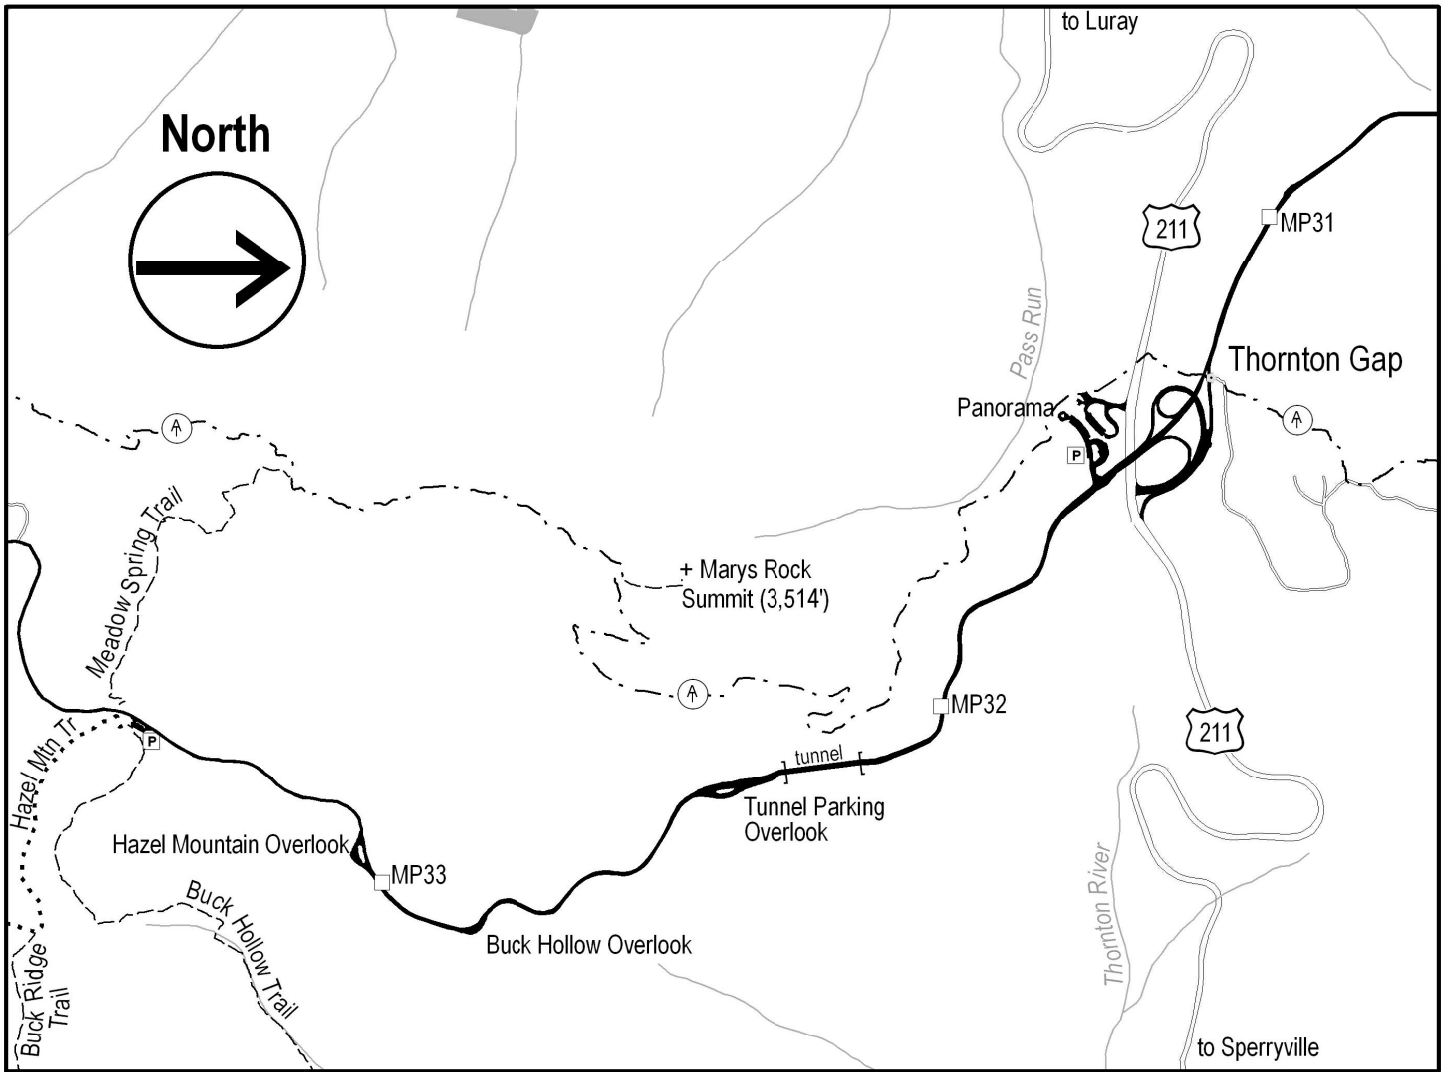 to Luray
North
211
MP31
Pass Run
Thornton Gap
Panorama
P
Meadow Spring Trail
+ Marys Rock
Summit (3,514')
MP32
211
Hazel Mtn Tr
P
tunnel
Tunnel Parking
Overlook
Hazel Mountain Overlook
MP33
Buck Hollow Trail
Buck Hollow Overlook
Thornton River
Buck Ridge
Trail
to Sperryville